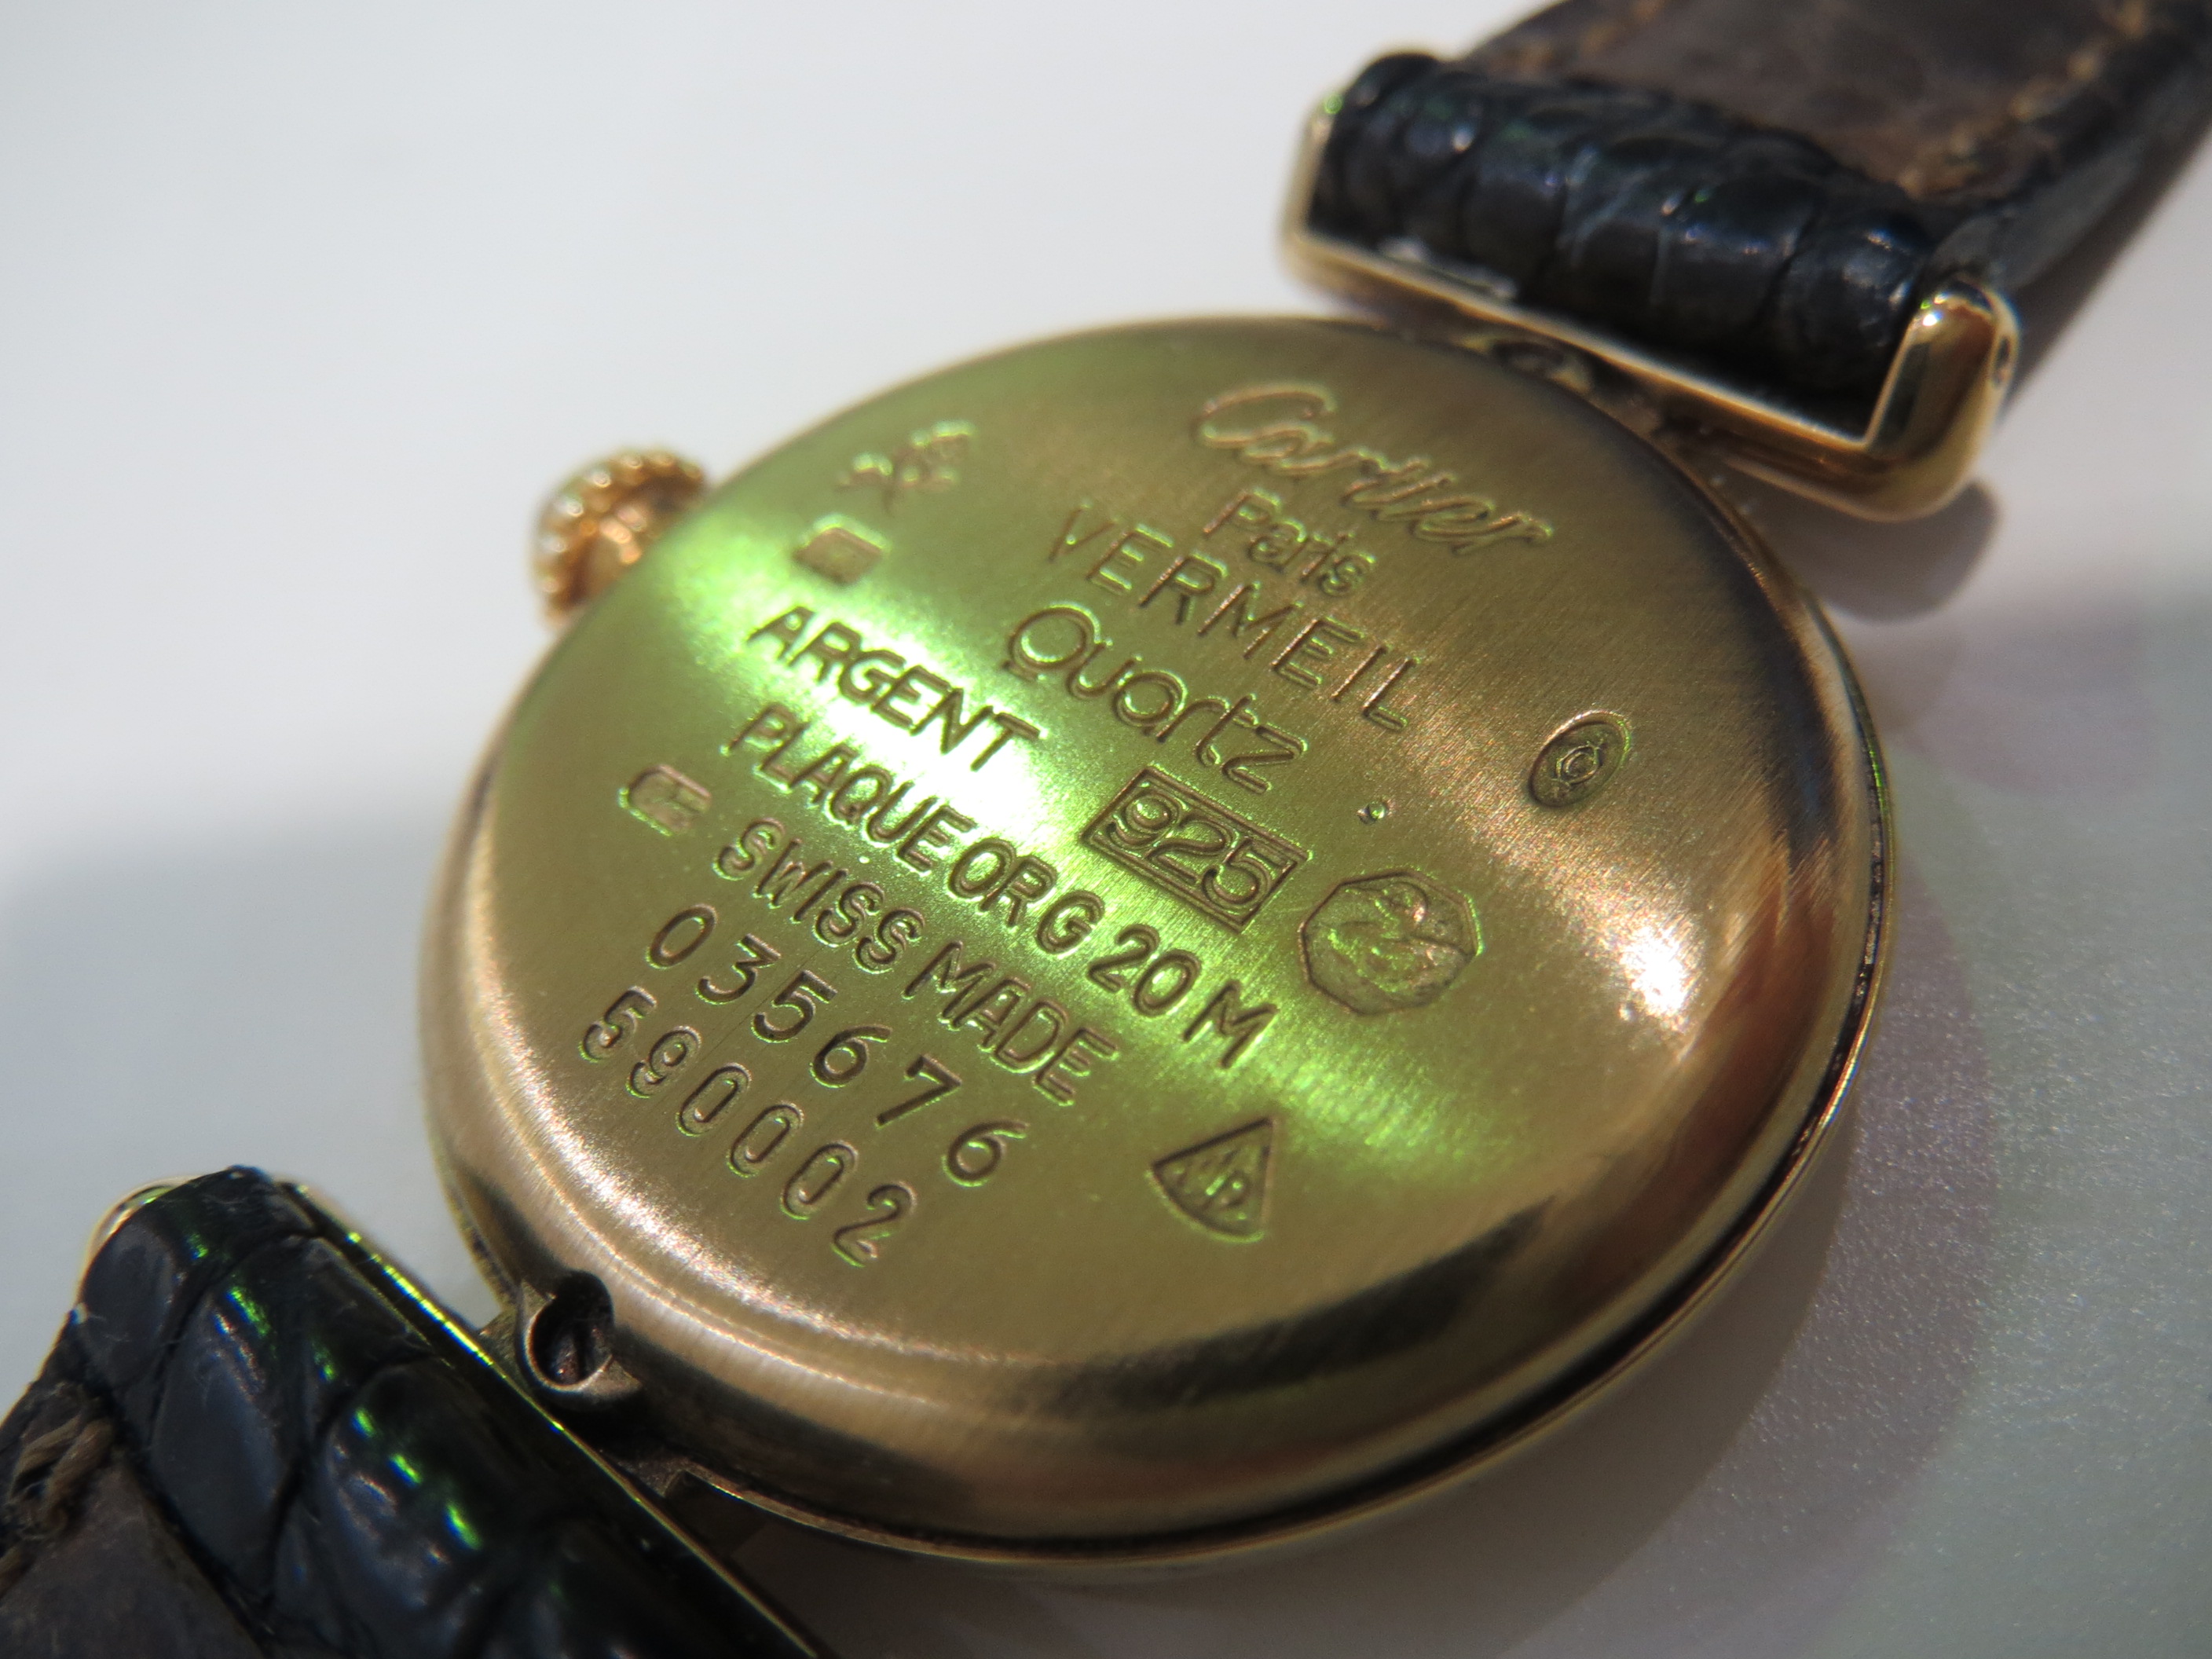 Cartier
Paris
VERMEIL
Quartz
ARGENT 925
PLAQUE OR G 20 M
SWISS MADE
035676
590002